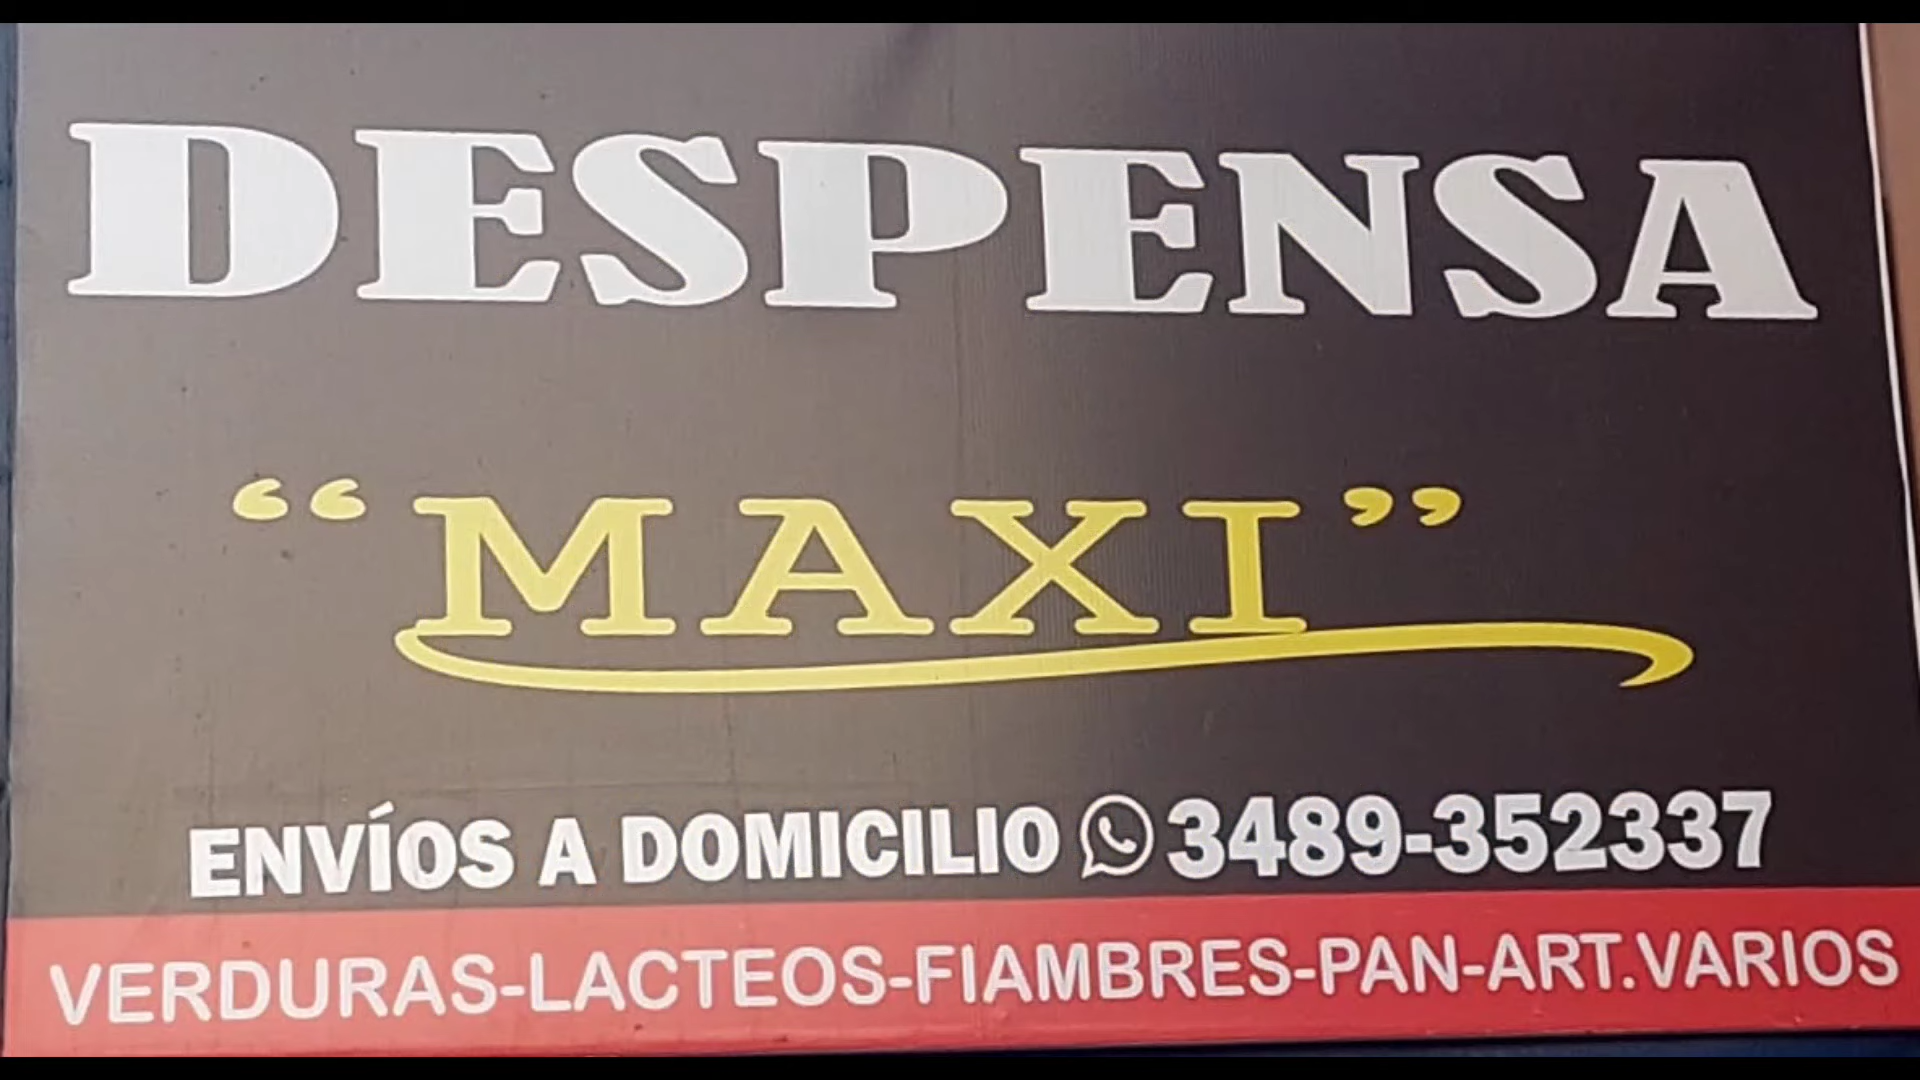 DESPENSA
“MAXI”
ENVÍOS A DOMICILIO 3489-352337
VERDURAS-LACTEOS-FIAMBRES-PAN-ART.VARIOS